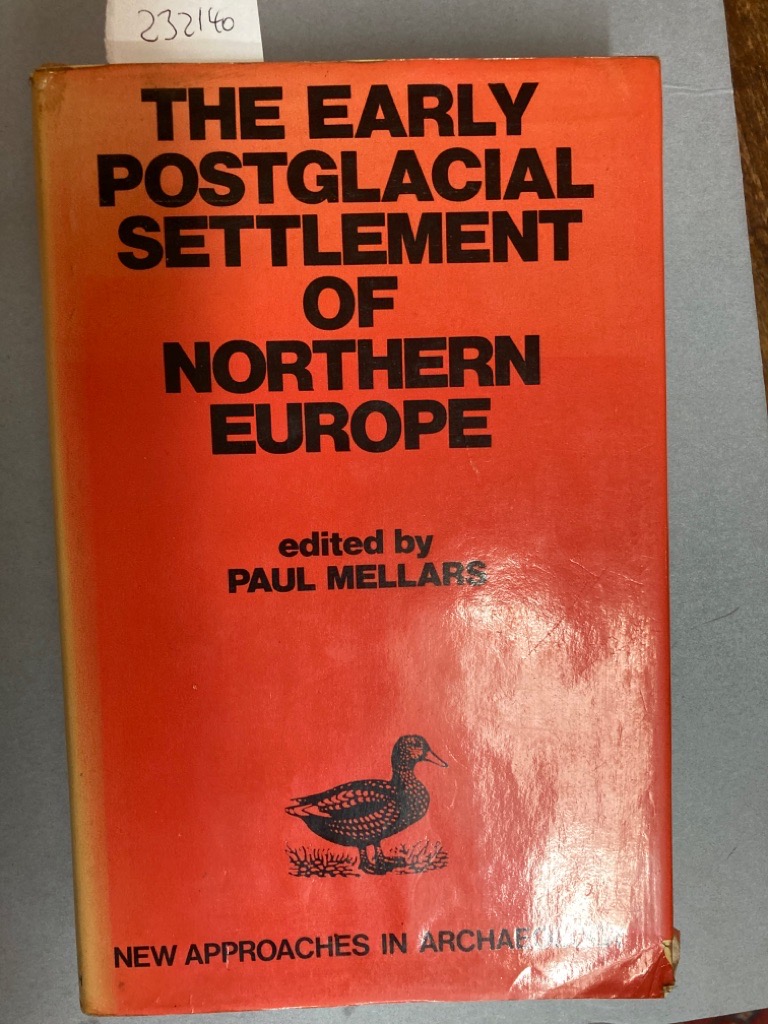 232140
THE EARLY
POSTGLACIAL
SETTLEMENT
OF
NORTHERN
EUROPE
edited by
PAUL MELLARS
NEW APPROACHES IN